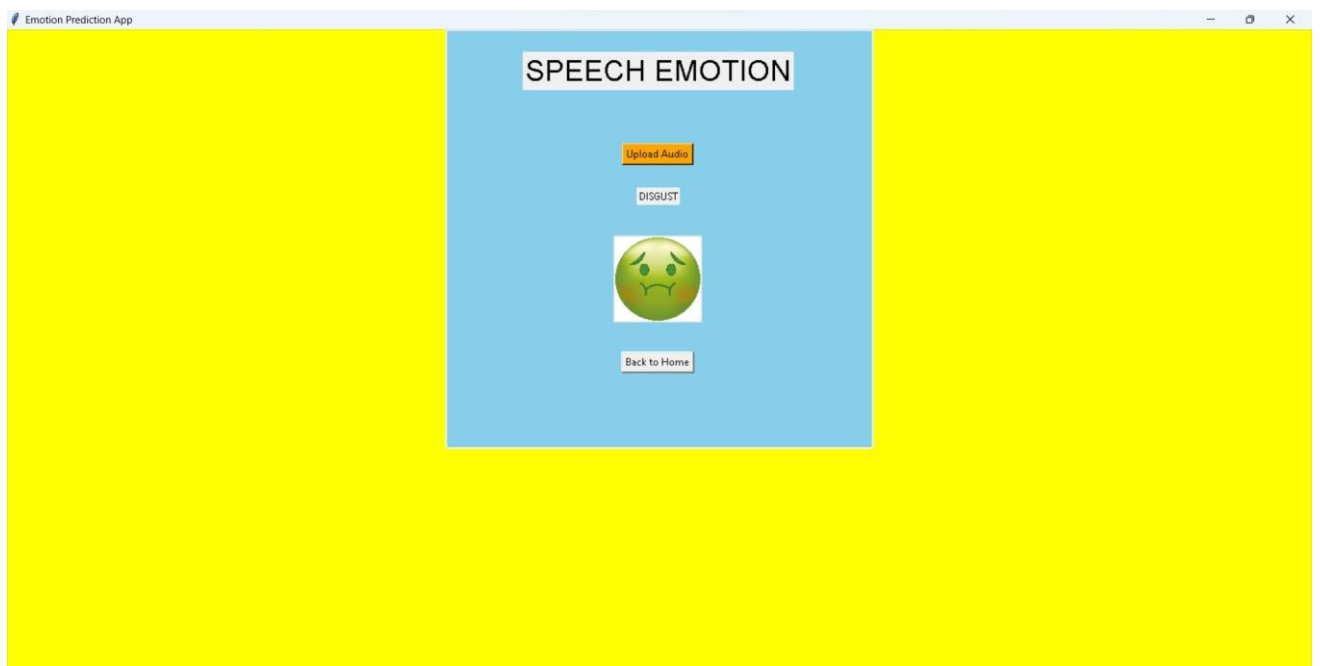 Emotion Prediction App
SPEECH EMOTION
Upload Audio
DISGUST
Back to Home